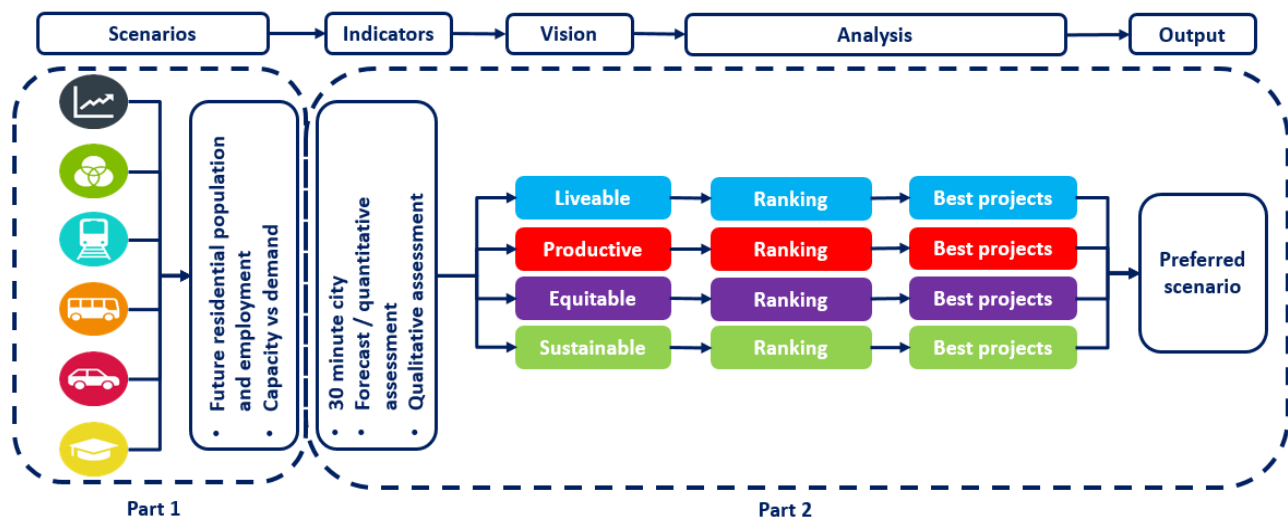 Scenarios
Indicators
Vision
Analysis
Output
• Future residential population
and employment
• Capacity vs demand
• 30 minute city
• Forecast / quantitative
assessment
• Qualitative assessment
Liveable
Ranking
Best projects
Productive
Ranking
Best projects
Equitable
Ranking
Best projects
Sustainable
Ranking
Best projects
Preferred
scenario
Part 1
Part 2